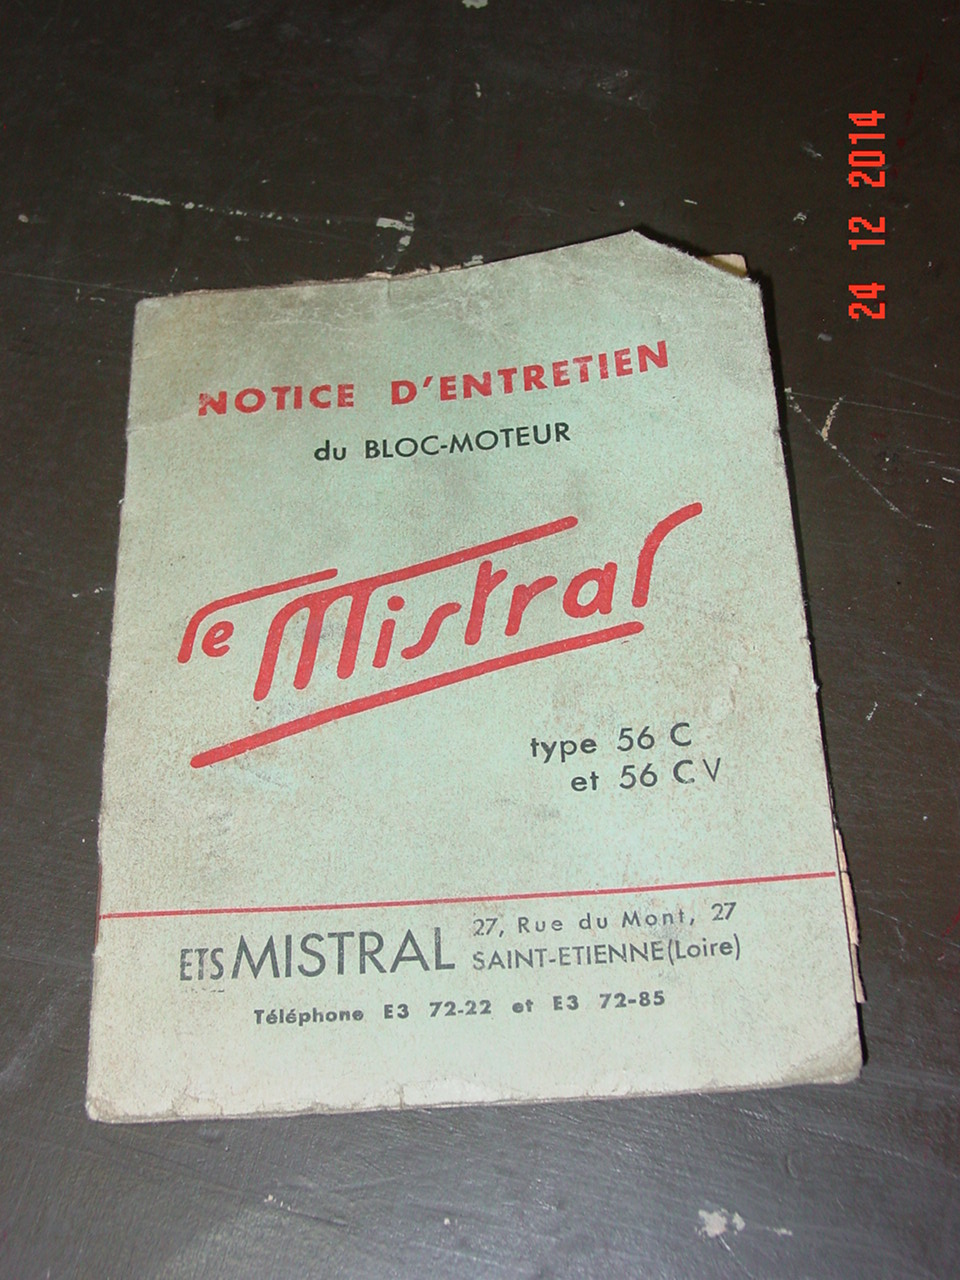 NOTICE D'ENTRETIEN
du BLOC-MOTEUR
le Mistral
type 56 C
et 56 CV
ETS MISTRAL
27, Rue du Mont, 27
SAINT-ETIENNE (Loire)
Téléphone E3 72-22 et E3 72-85
24 12 2014